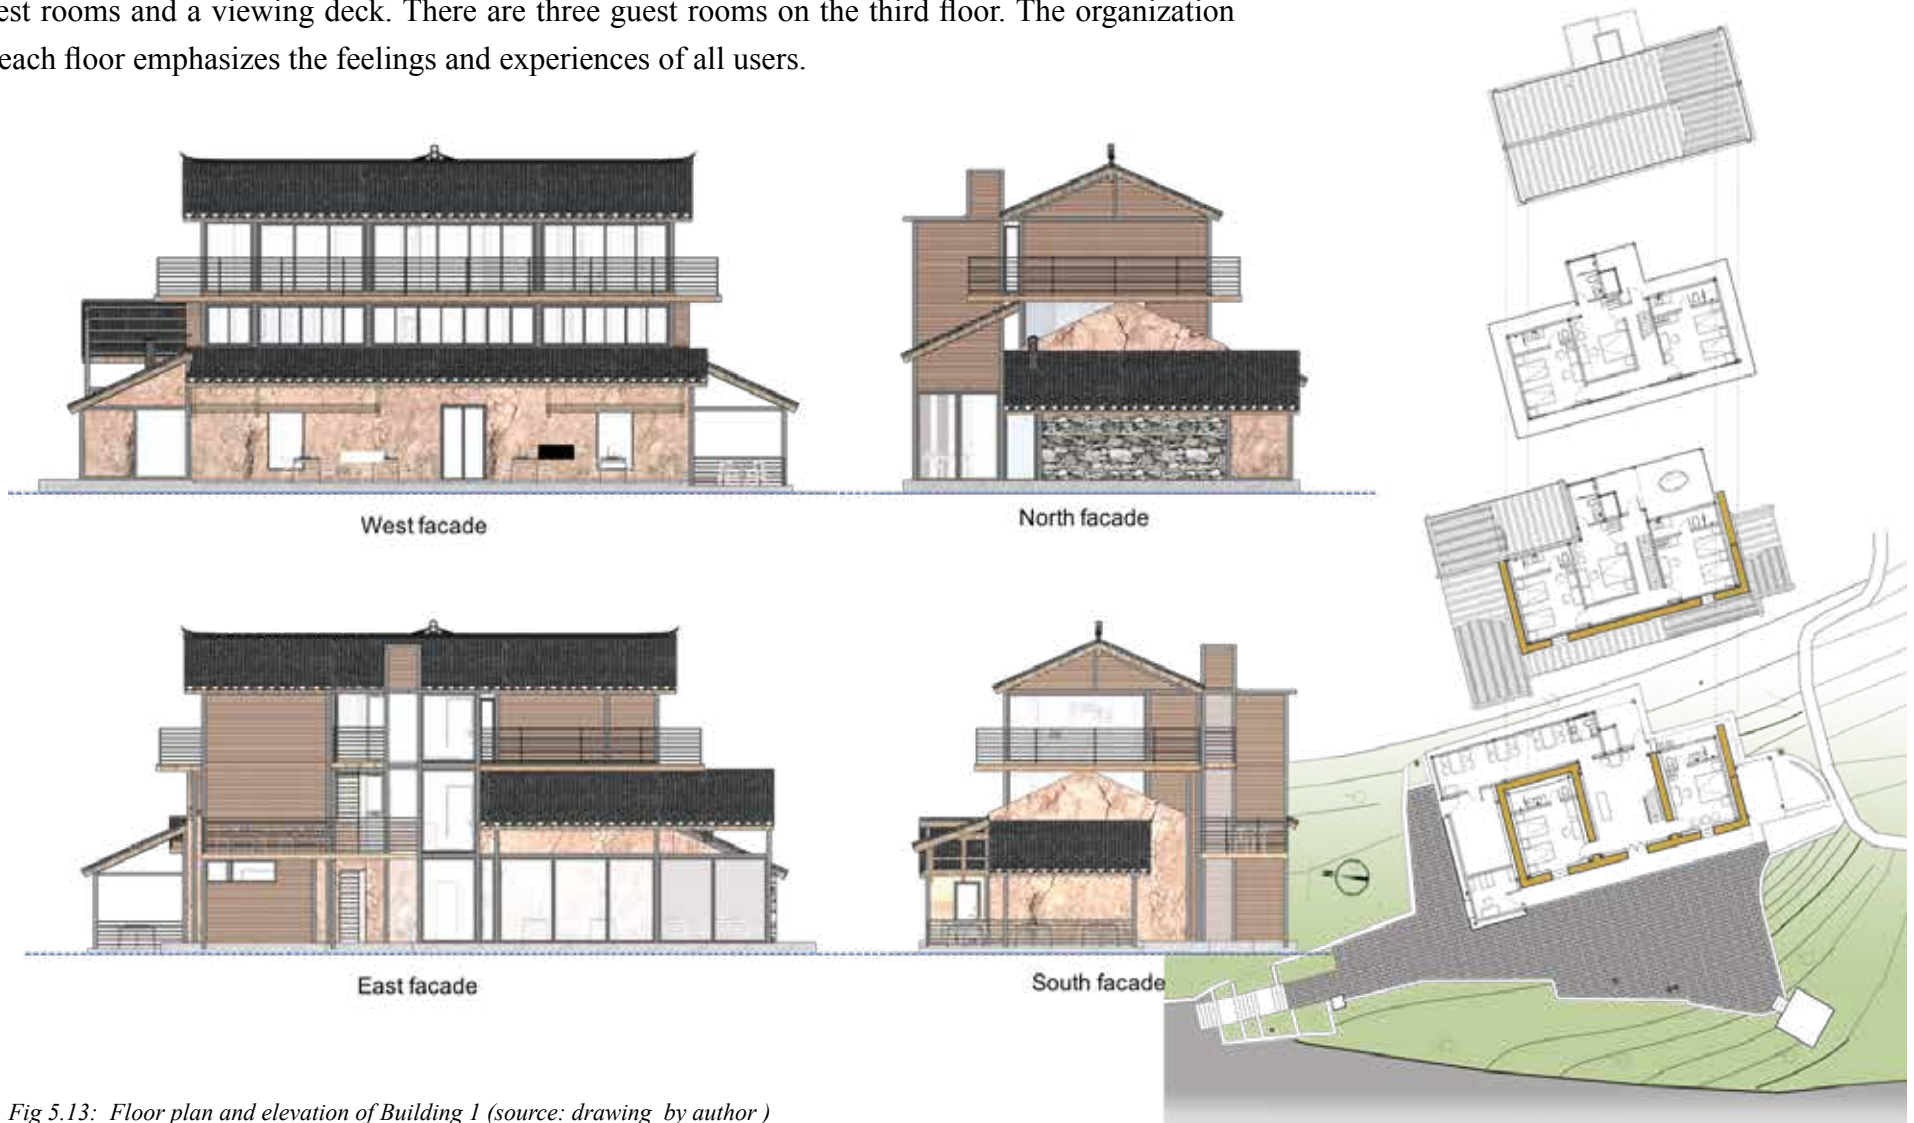 est rooms and a viewing deck. There are three guest rooms on the third floor. The organization
each floor emphasizes the feelings and experiences of all users.
West facade
North facade
East facade
South facade
Fig 5.13: Floor plan and elevation of Building 1 (source: drawing by author )